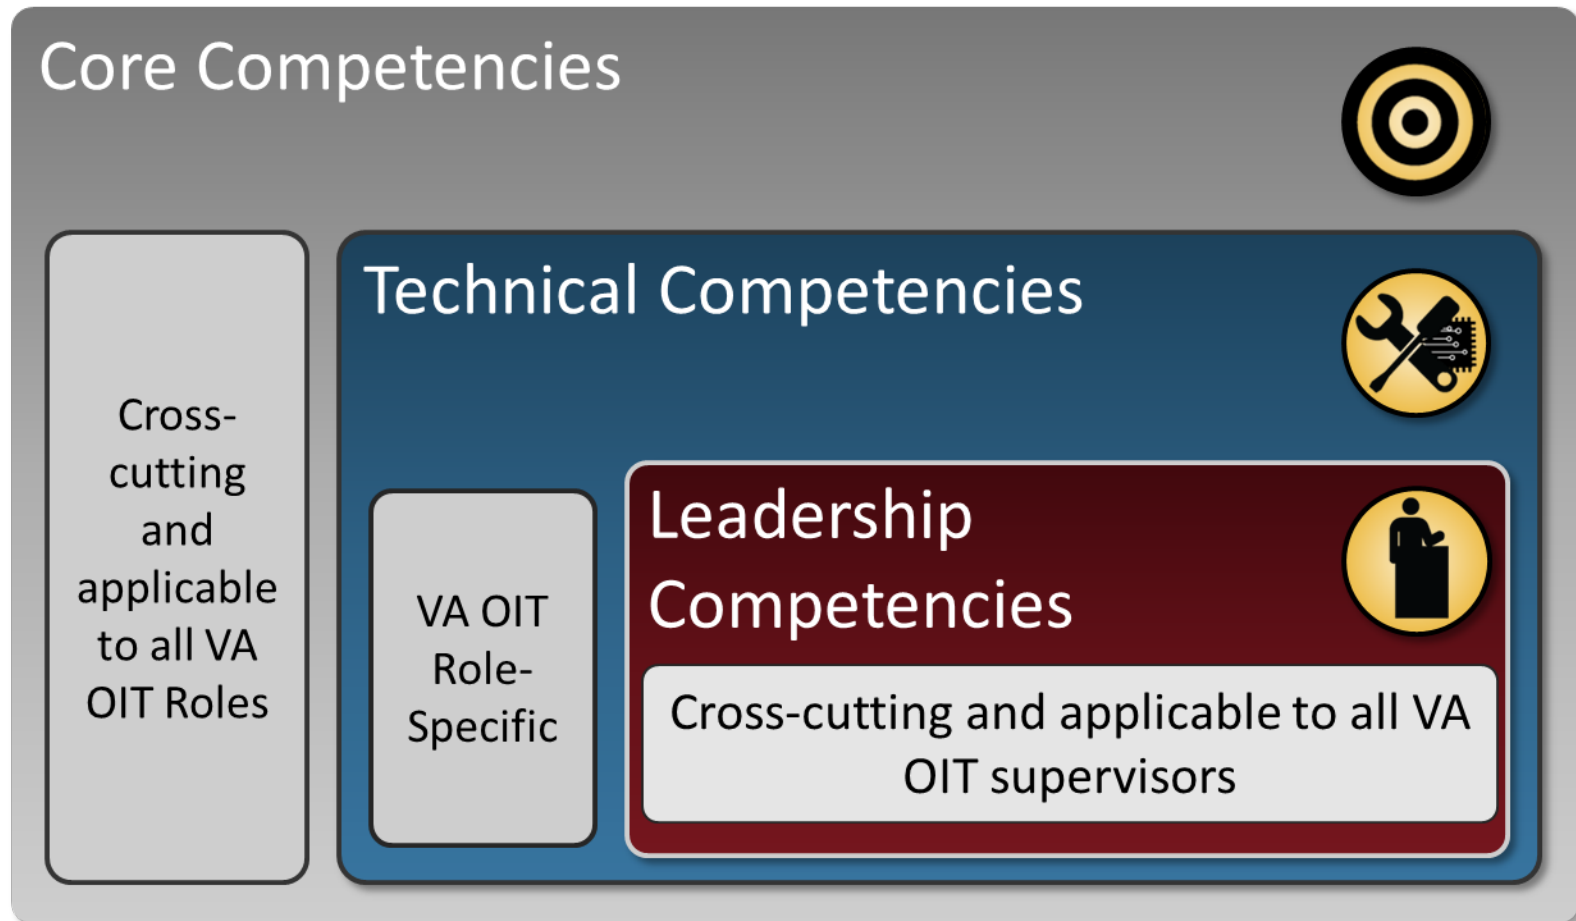 Core Competencies
Cross-
cutting
and
applicable
to all VA
OIT Roles
Technical Competencies
VA OIT
Role-
Specific
Leadership
Competencies
Cross-cutting and applicable to all VA
OIT supervisors